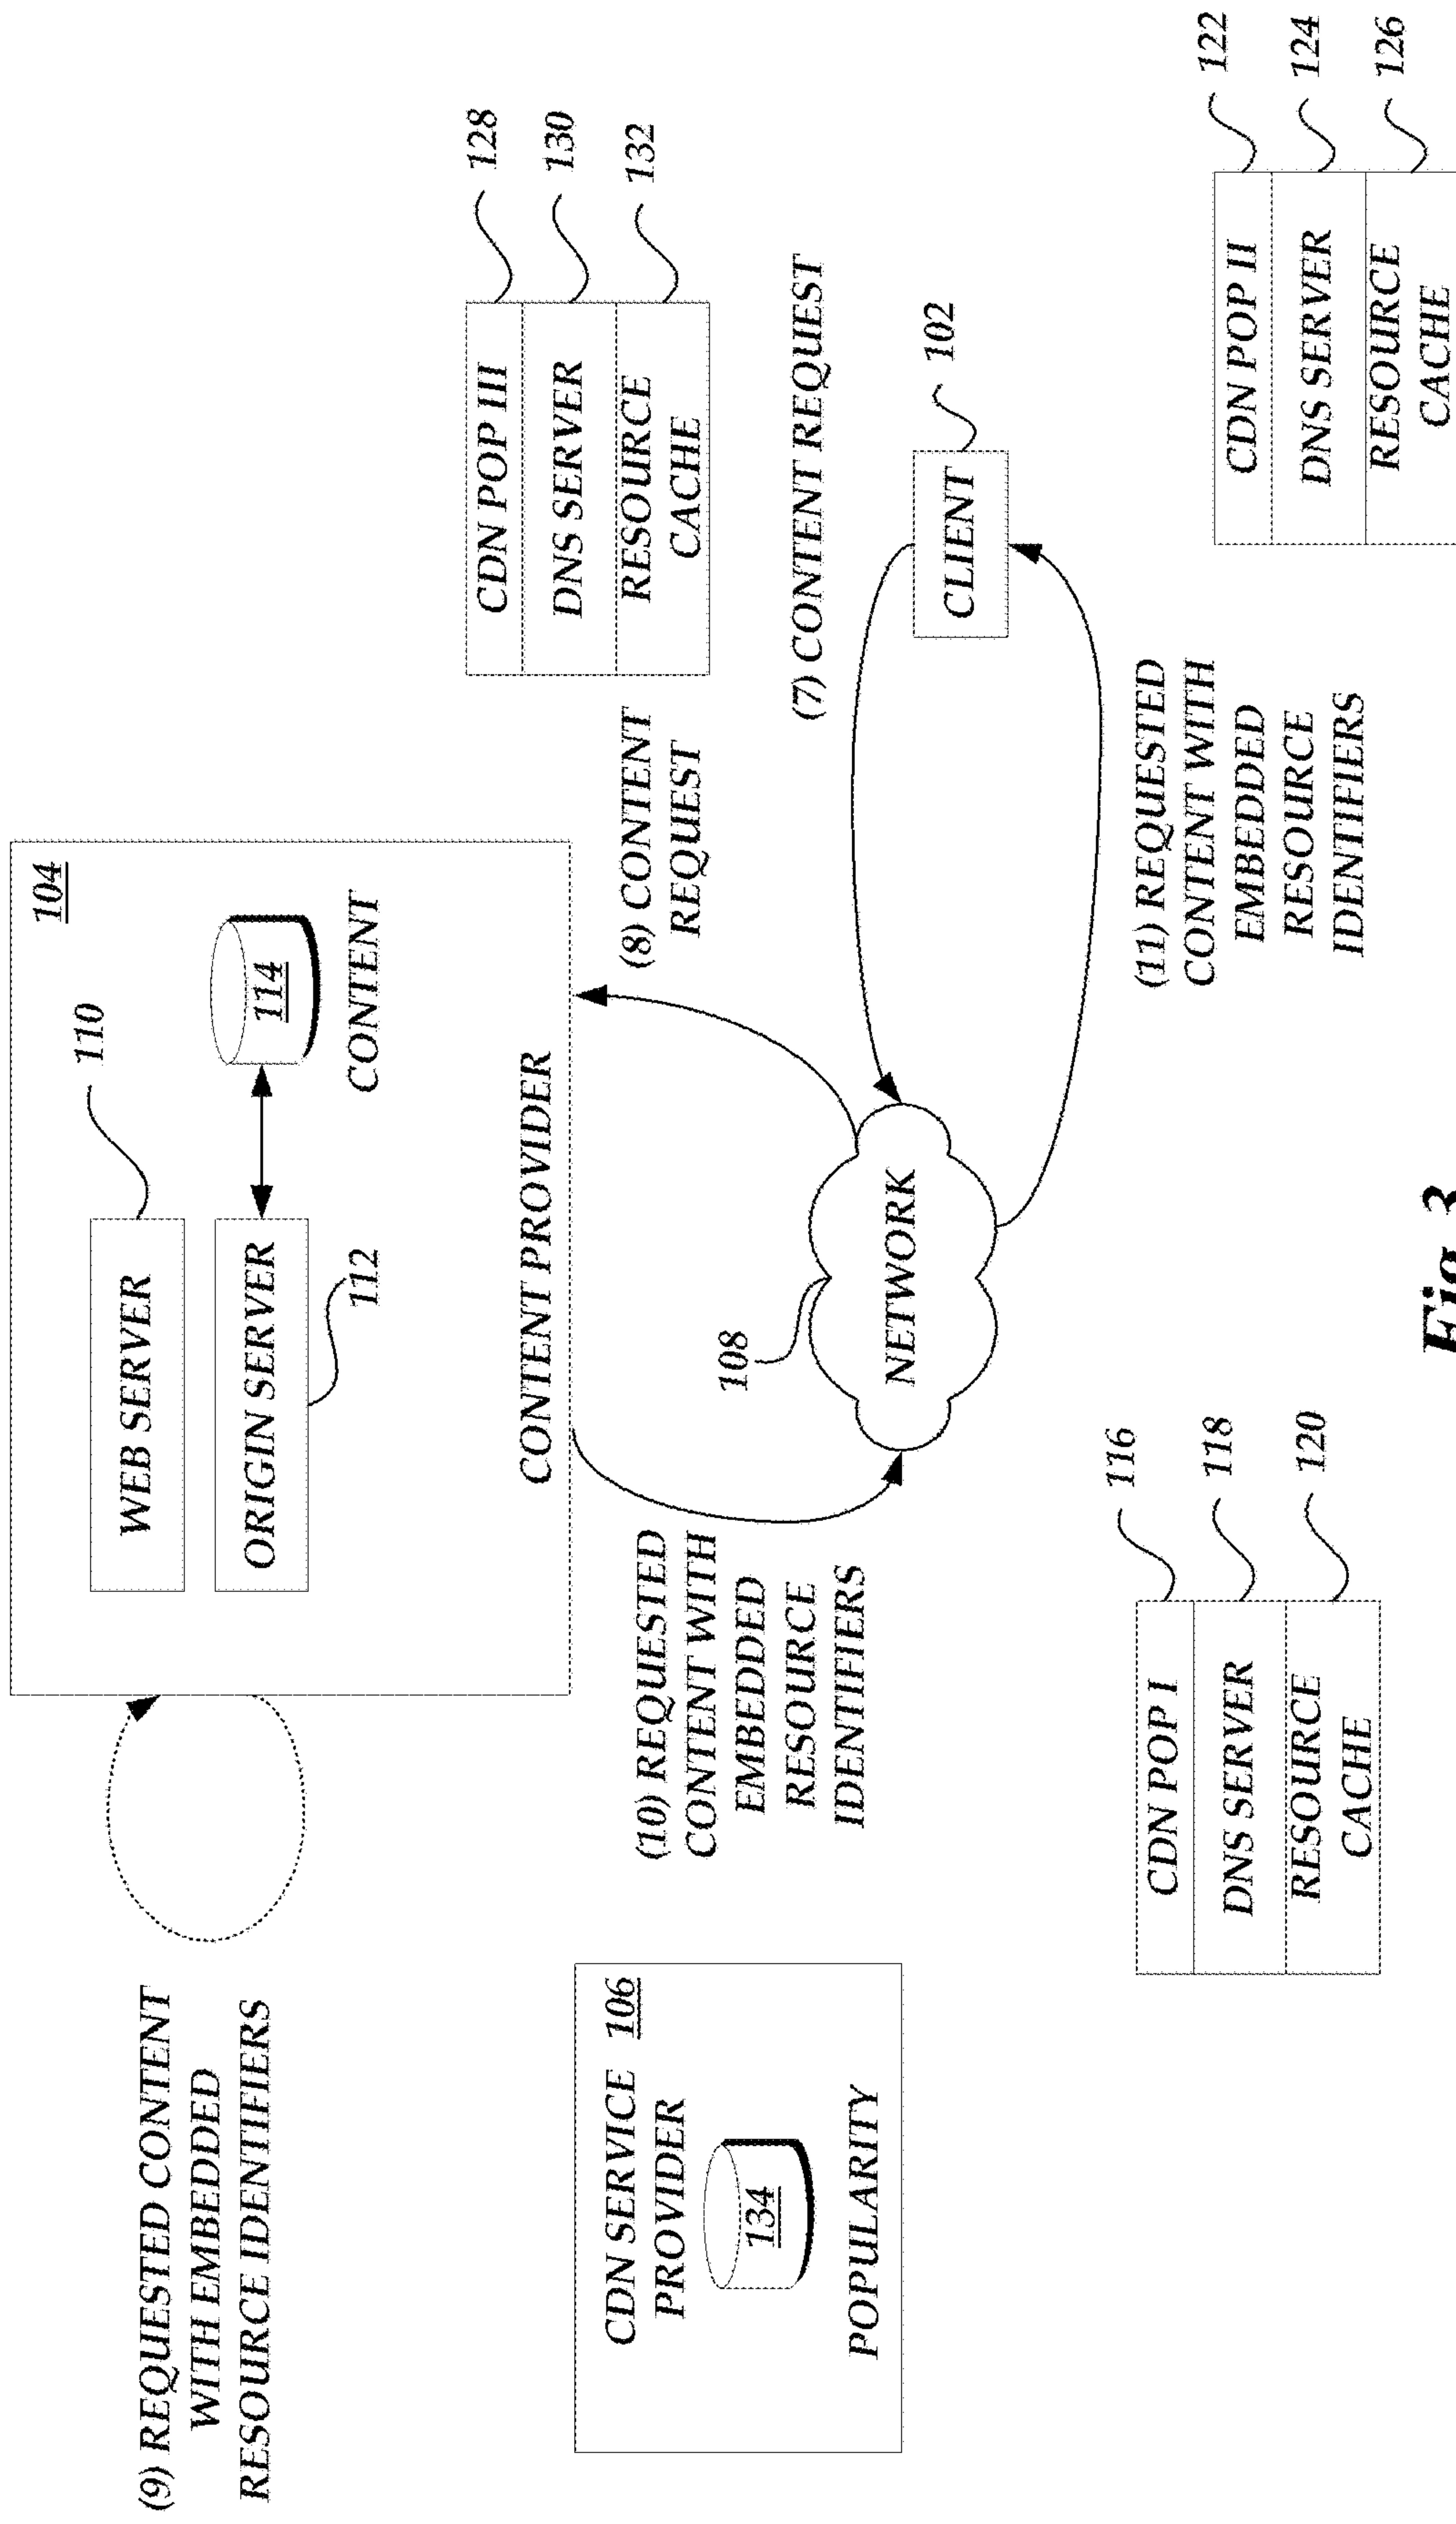 (9) REQUESTED CONTENT
WITH EMBEDDED
RESOURCE IDENTIFIERS
104
WEB SERVER
110
ORIGIN SERVER
112
114
CONTENT
CONTENT PROVIDER
CDN SERVICE
PROVIDER
106
134
POPULARITY
(10) REQUESTED
CONTENT WITH
EMBEDDED
RESOURCE
IDENTIFIERS
(8) CONTENT
REQUEST
108
NETWORK
CDN POP III
DNS SERVER
RESOURCE
CACHE
128
130
132
(7) CONTENT REQUEST
CLIENT
102
(11) REQUESTED
CONTENT WITH
EMBEDDED
RESOURCE
IDENTIFIERS
CDN POP I
DNS SERVER
RESOURCE
CACHE
116
118
120
CDN POP II
DNS SERVER
RESOURCE
CACHE
122
124
126
Fig. 3.